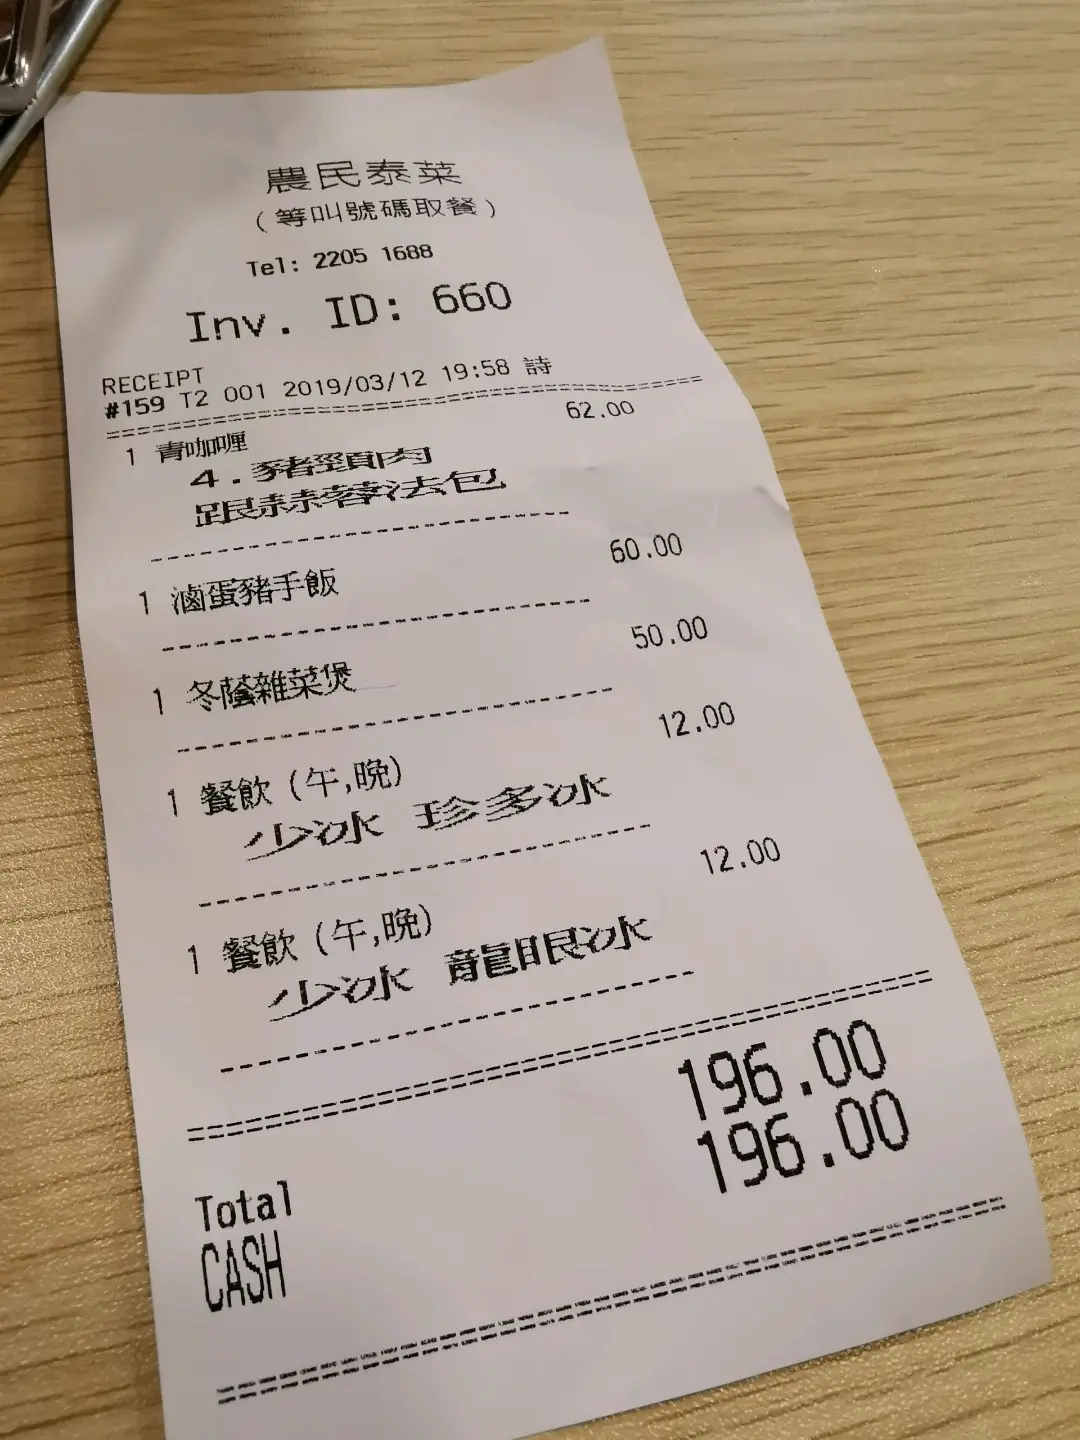 農民泰菜
(等叫號碼取餐)
Tel: 2205 1688
Inv. ID: 660
RECEIPT
#159 T2 001 2019/03/12 19:58 詩
1 青咖喱 62.00
4.豬頸肉
跟蒜蓉法包
1 滷蛋豬手飯 60.00
1 冬蔭雜菜煲 50.00
1 餐飲(午,晚) 12.00
少冰 珍多冰
1 餐飲(午,晚) 12.00
少冰 龍眼冰
196.00
196.00
Total
CASH